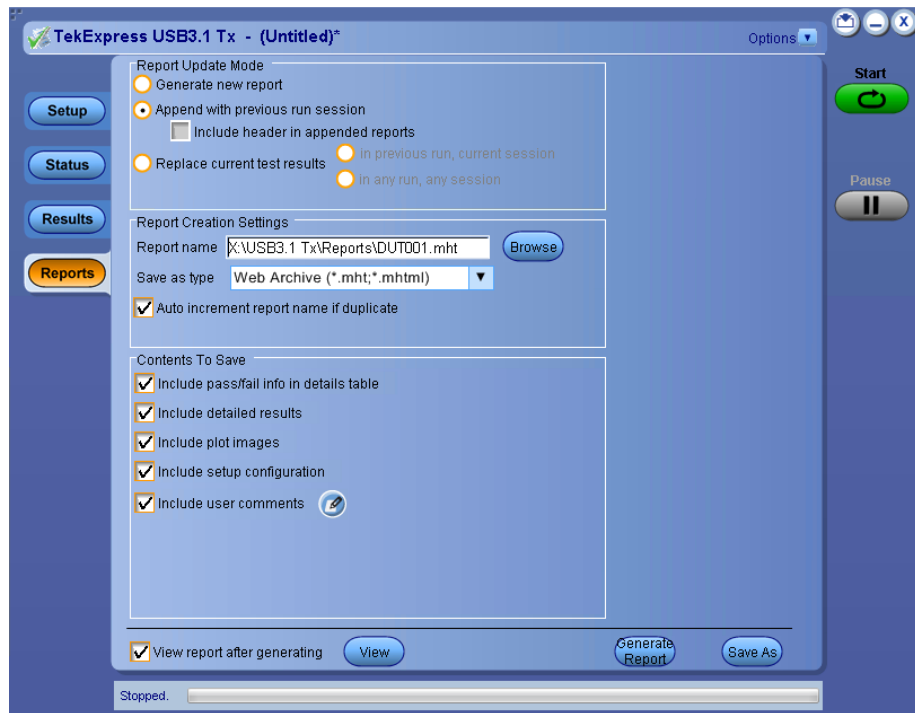 TekExpress USB3.1 Tx - (Untitled)*
Options
Start
Pause
Setup
Status
Results
Reports
Report Update Mode
Generate new report
Append with previous run session
Include header in appended reports
Replace current test results
In previous run, current session
In any run, any session
Report Creation Settings
Report name X:\USB3.1 Tx\Reports\DUT001.mht Browse
Save as type Web Archive (*.mht;*.mhtml)
Auto increment report name if duplicate
Contents To Save
Include pass/fail info in details table
Include detailed results
Include plot images
Include setup configuration
Include user comments
View report after generating View
Generate
Report
Save As
Stopped.